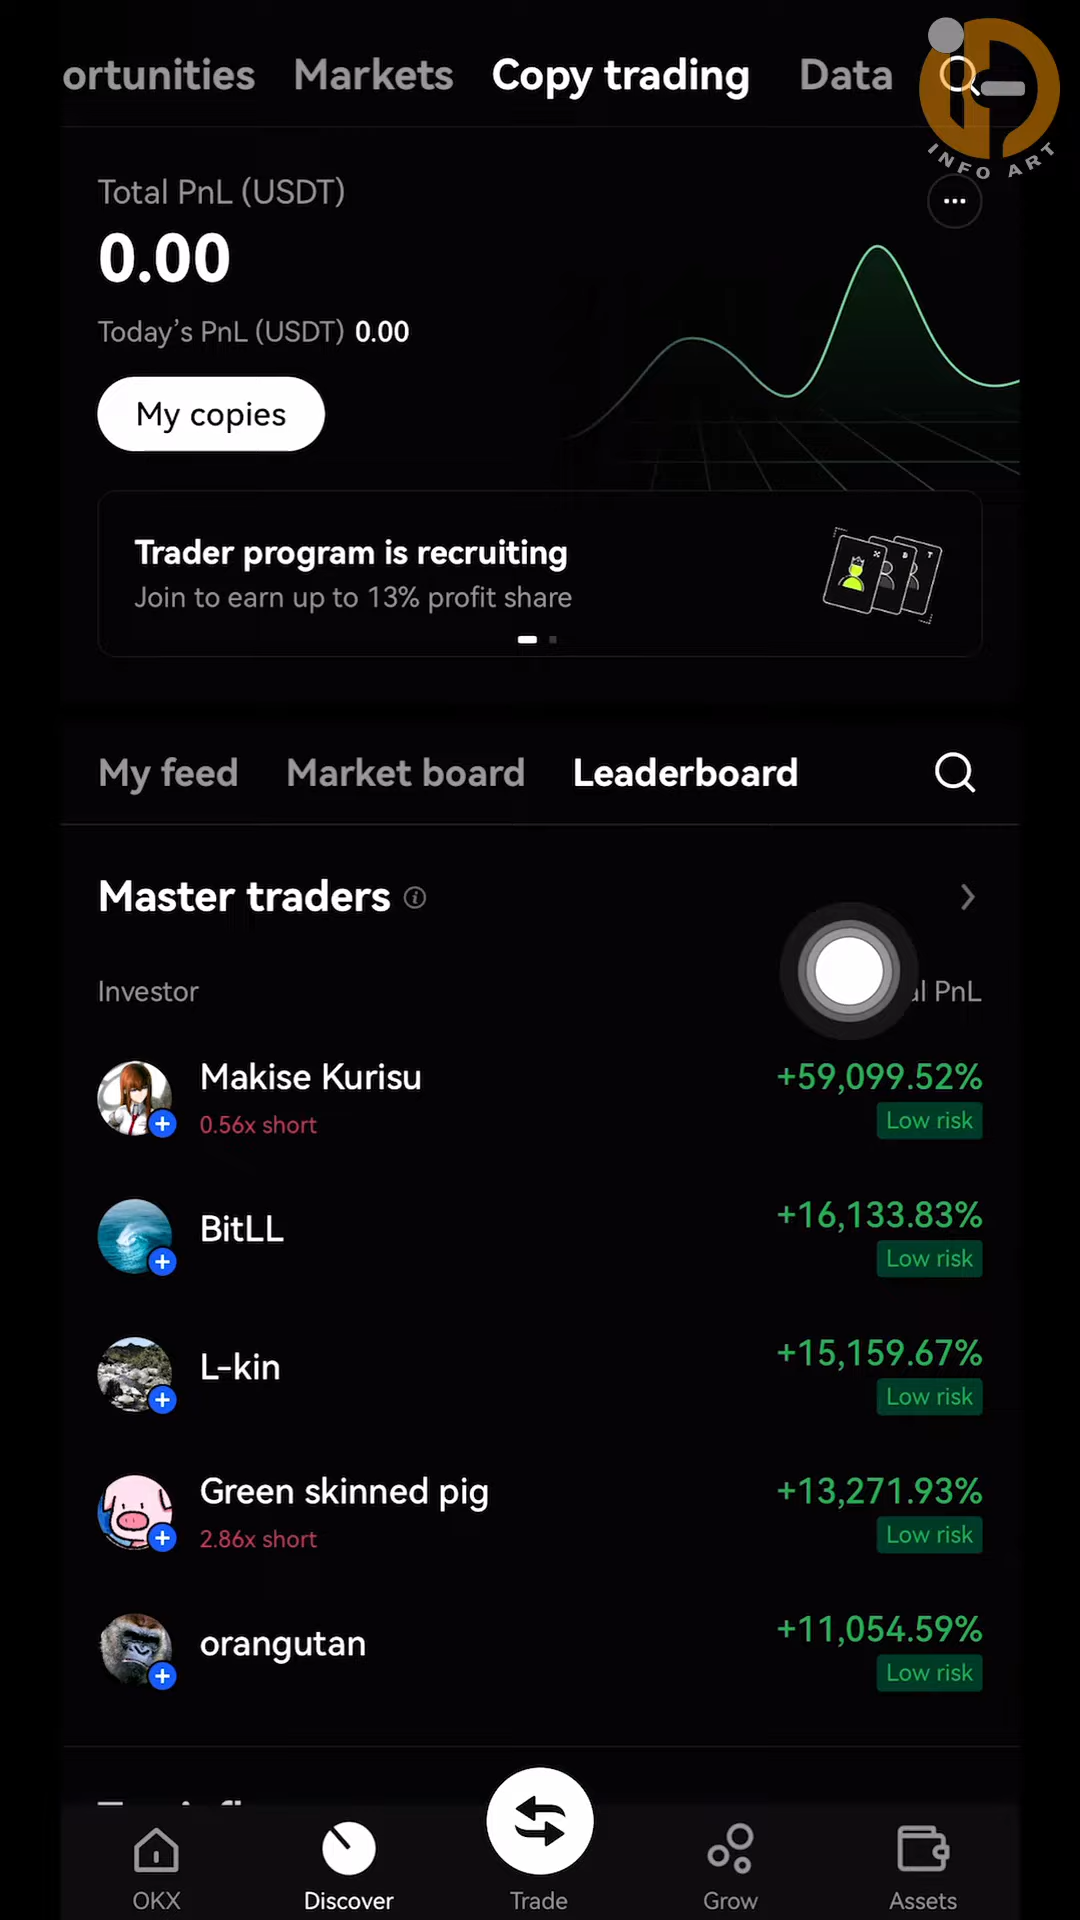 ortunities Markets Copy trading Data
INFO ART
Total PnL (USDT)
0.00
Today's PnL (USDT) 0.00
My copies
Trader program is recruiting
Join to earn up to 13% profit share
My feed Market board Leaderboard
Master traders
Investor al PnL
Makise Kurisu +59,099.52%
0.56x short Low risk
BitLL +16,133.83%
Low risk
L-kin +15,159.67%
Low risk
Green skinned pig +13,271.93%
2.86x short Low risk
orangutan +11,054.59%
Low risk
OKX Discover Trade Grow Assets